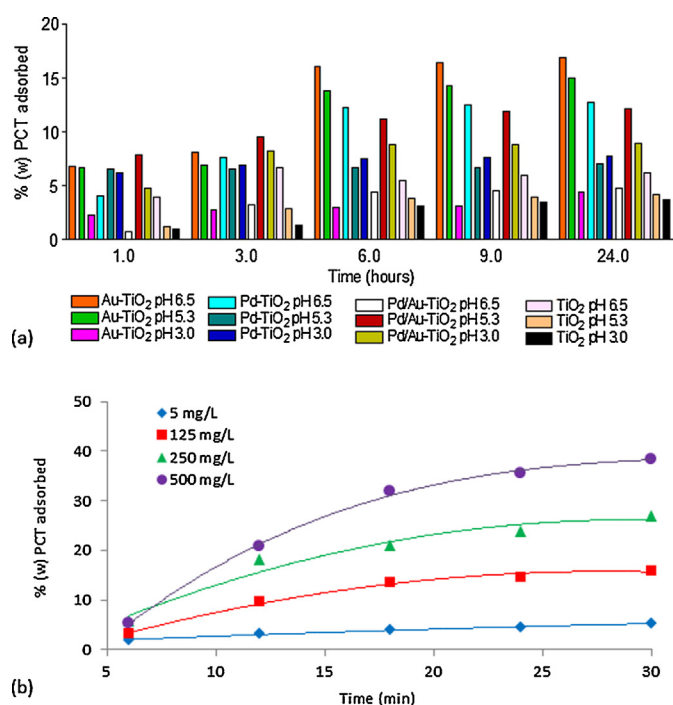 % (w) PCT adsorbed
20
15
10
5
0
1.0 3.0 6.0 9.0 24.0
Time (hours)
Au-TiO₂ pH 6.5 Pd-TiO₂ pH 6.5 Pd/Au-TiO₂ pH 6.5 TiO₂ pH 6.5
Au-TiO₂ pH 5.3 Pd-TiO₂ pH 5.3 Pd/Au-TiO₂ pH 5.3 TiO₂ pH 5.3
Au-TiO₂ pH 3.0 Pd-TiO₂ pH 3.0 Pd/Au-TiO₂ pH 3.0 TiO₂ pH 3.0
(a)
% (w) PCT adsorbed
50
40
30
20
10
0
5 mg/L
125 mg/L
250 mg/L
500 mg/L
5 10 15 20 25 30
Time (min)
(b)